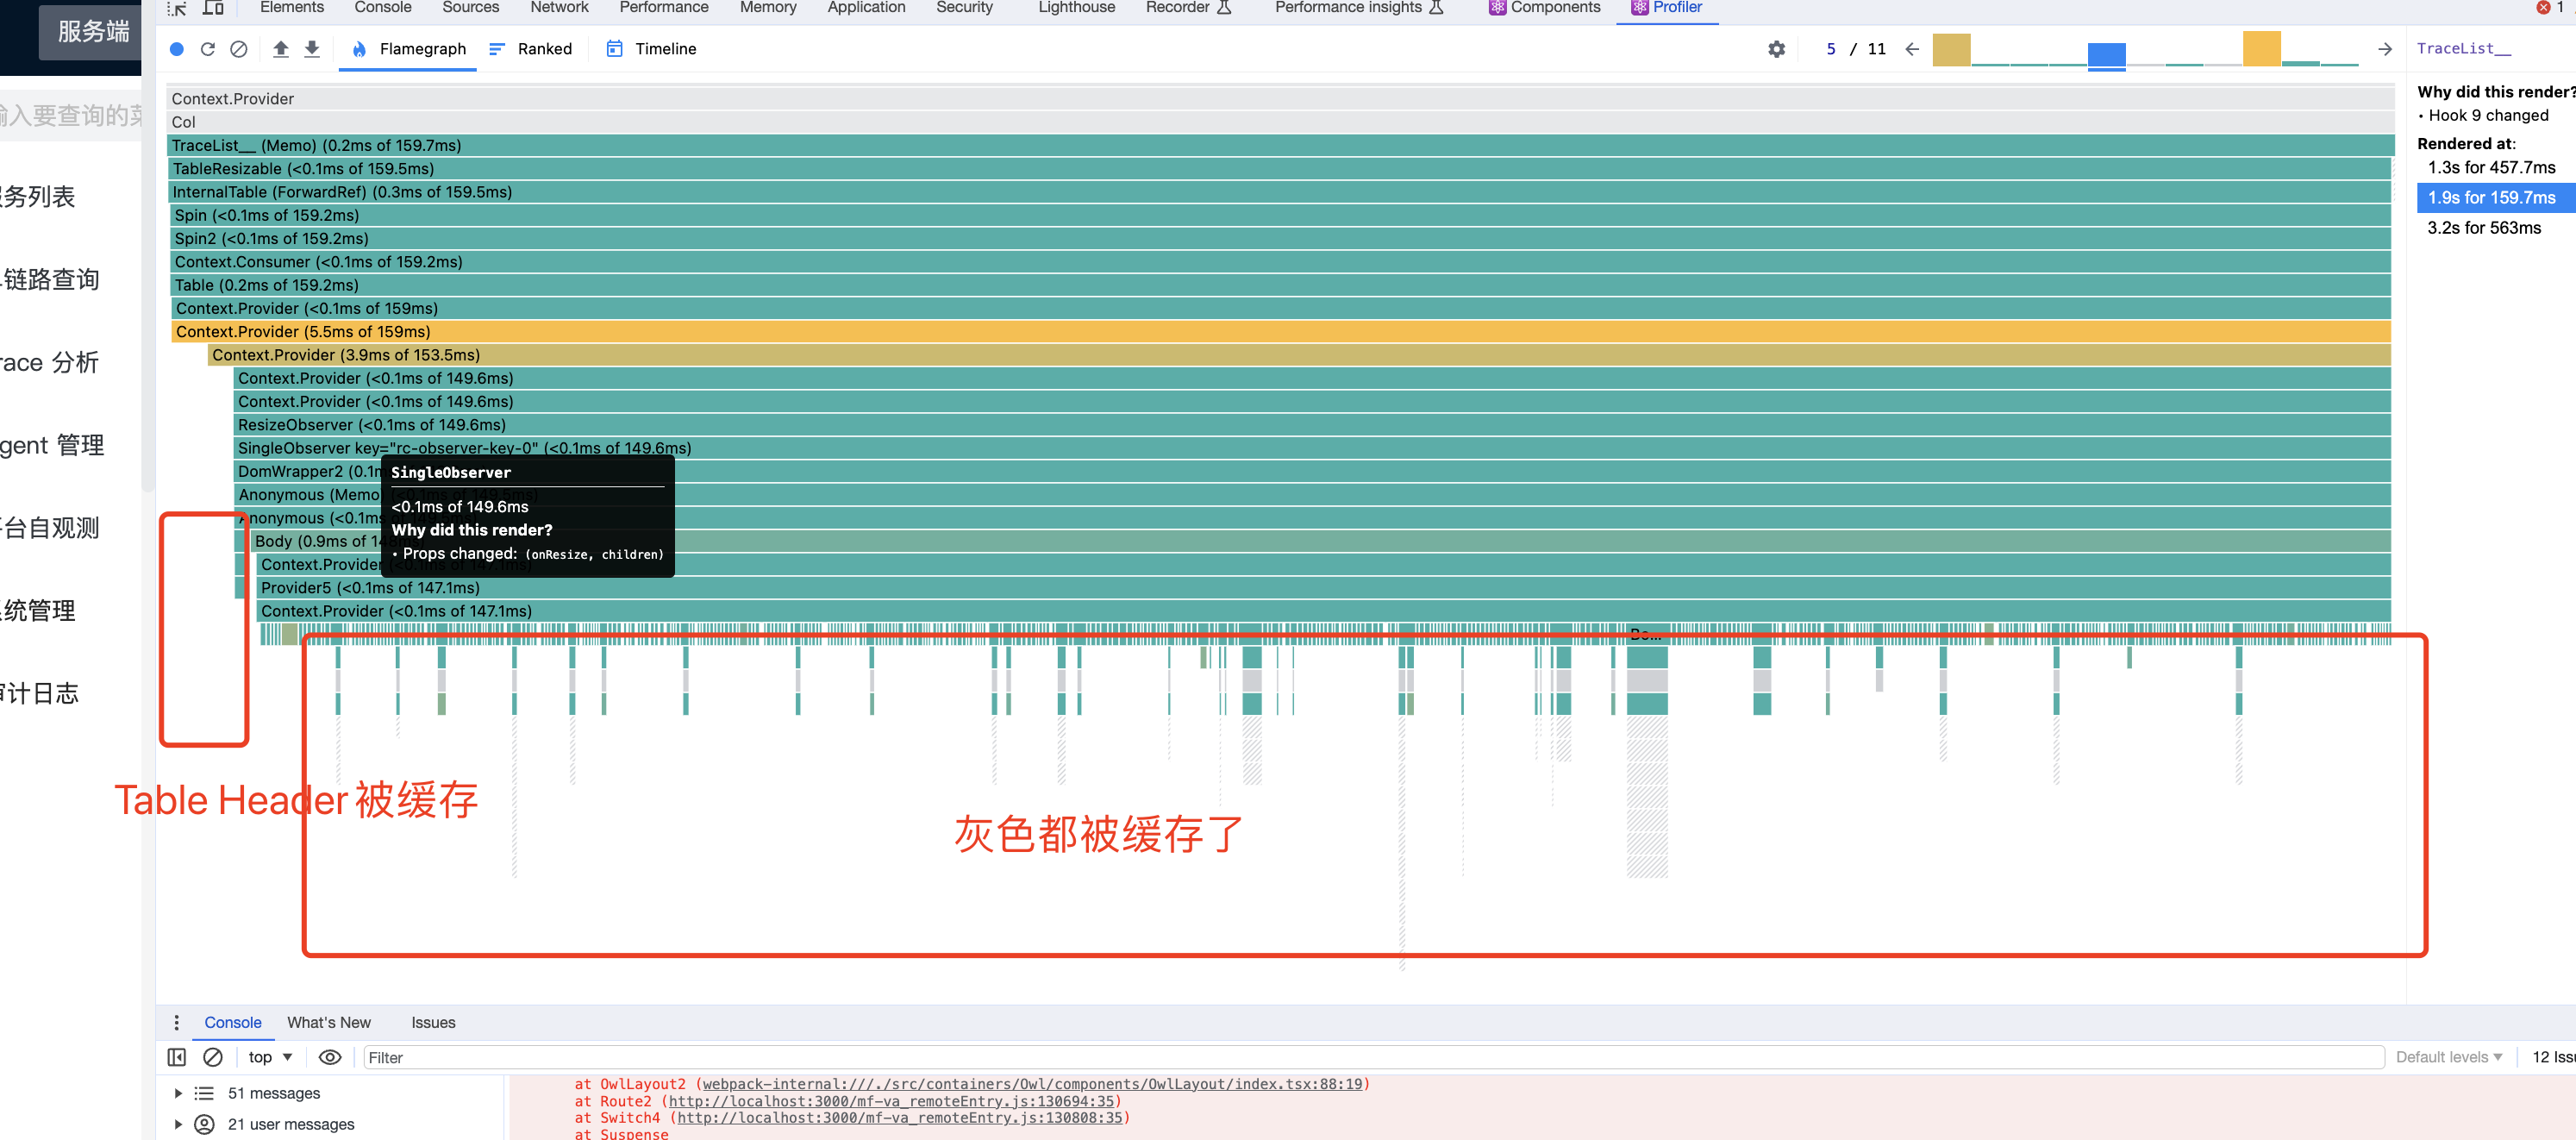 服务端
输入要查询的菜
服务列表
链路查询
race 分析
gent 管理
台自观测
系统管理
审计日志
Elements Console Sources Network Performance Memory Application Security Lighthouse Recorder Performance insights Components Profiler 1
Flamegraph Ranked Timeline 5 / 11
TraceList__
Why did this render?
• Hook 9 changed
Rendered at:
1.3s for 457.7ms
1.9s for 159.7ms
3.2s for 563ms
Context.Provider
Col
TraceList__ (Memo) (0.2ms of 159.7ms)
TableResizable (<0.1ms of 159.5ms)
InternalTable (ForwardRef) (0.3ms of 159.5ms)
Spin (<0.1ms of 159.2ms)
Spin2 (<0.1ms of 159.2ms)
Context.Consumer (<0.1ms of 159.2ms)
Table (0.2ms of 159.2ms)
Context.Provider (<0.1ms of 159ms)
Context.Provider (5.5ms of 159ms)
Context.Provider (3.9ms of 153.5ms)
Context.Provider (<0.1ms of 149.6ms)
Context.Provider (<0.1ms of 149.6ms)
ResizeObserver (<0.1ms of 149.6ms)
SingleObserver key="rc-observer-key-0" (<0.1ms of 149.6ms)
DomWrapper2 (0.1m
Anonymous (Memo) (<0.1ms of 149.6ms)
Anonymous (<0.1ms
Body (0.9ms of 148ms)
Context.Provider (<0.1ms of 147.1ms)
Provider5 (<0.1ms of 147.1ms)
Context.Provider (<0.1ms of 147.1ms)
Bo...
SingleObserver
<0.1ms of 149.6ms
Why did this render?
• Props changed: (onResize, children)
Table Header 被缓存
灰色都被缓存了
Console What's New Issues
top Filter Default levels 12 Issu
51 messages
21 user messages
at OwlLayout2 (webpack-internal:///./src/containers/Owl/components/OwlLayout/index.tsx:88:19)
at Route2 (http://localhost:3000/mf-va_remoteEntry.js:130694:35)
at Switch4 (http://localhost:3000/mf-va_remoteEntry.js:130808:35)
at Suspense